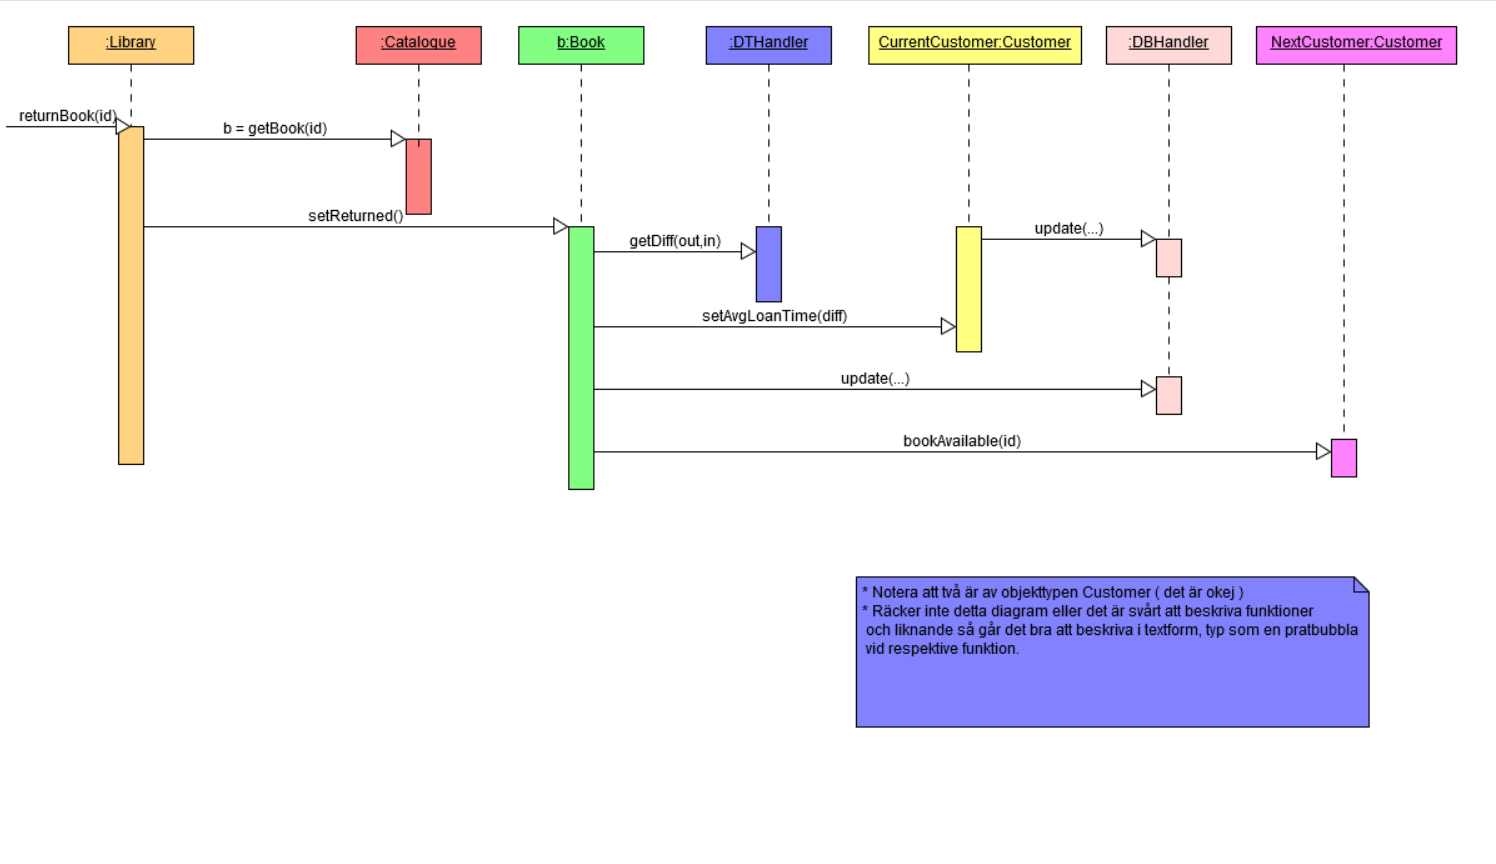 :Library
:Catalogue
b:Book
:DTHandler
CurrentCustomer:Customer
:DBHandler
NextCustomer:Customer
returnBook(id)
b = getBook(id)
setReturned()
getDiff(out,in)
update(...)
setAvgLoanTime(diff)
update(...)
bookAvailable(id)
* Notera att två är av objekttypen Customer ( det är okej )
* Räcker inte detta diagram eller det är svårt att beskriva funktioner
och liknande så går det bra att beskriva i textform, typ som en pratbubbla
vid respektive funktion.